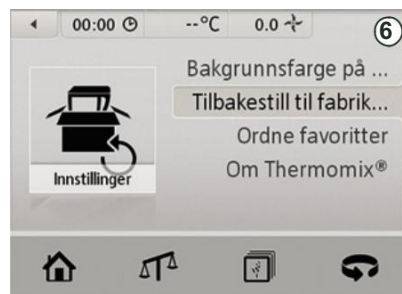 00:00 --°C 0.0
6
Bakgrunnsfarge på ...
Tilbakestill til fabrik...
Ordne favoritter
Om Thermomix®
Innstillinger